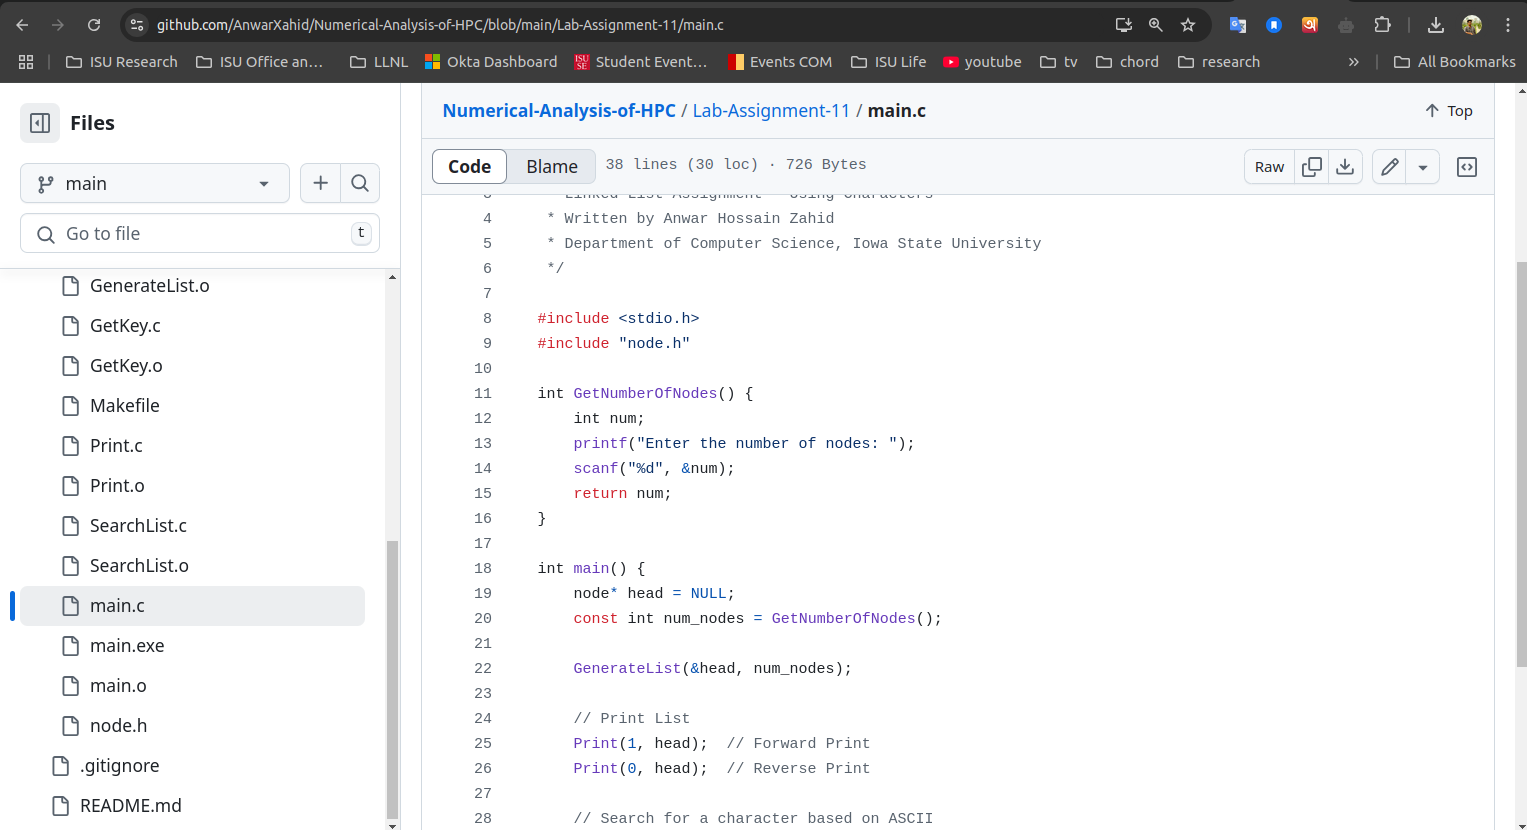 github.com/AnwarXahid/Numerical-Analysis-of-HPC/blob/main/Lab-Assignment-11/main.c
ISU Research ISU Office an... LLNL Okta Dashboard ISU SE Student Event... Events COM ISU Life youtube tv chord research » All Bookmarks
Files
main
Go to file t
GenerateList.o
GetKey.c
GetKey.o
Makefile
Print.c
Print.o
SearchList.c
SearchList.o
main.c
main.exe
main.o
node.h
.gitignore
README.md
Numerical-Analysis-of-HPC / Lab-Assignment-11 / main.c Top
Code Blame 38 lines (30 loc) · 726 Bytes Raw
4 * Written by Anwar Hossain Zahid
5 * Department of Computer Science, Iowa State University
6 */
7
8 #include <stdio.h>
9 #include "node.h"
10
11 int GetNumberOfNodes() {
12 int num;
13 printf("Enter the number of nodes: ");
14 scanf("%d", &num);
15 return num;
16 }
17
18 int main() {
19 node* head = NULL;
20 const int num_nodes = GetNumberOfNodes();
21
22 GenerateList(&head, num_nodes);
23
24 // Print List
25 Print(1, head); // Forward Print
26 Print(0, head); // Reverse Print
27
28 // Search for a character based on ASCII